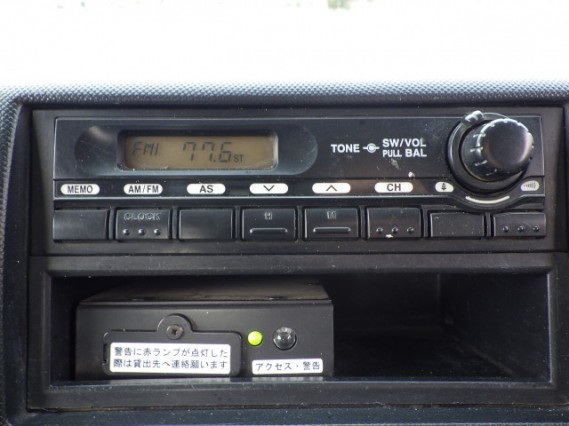 FM1 77.6 ST
TONE SW/VOL
PULL BAL
MEMO AM/FM AS CH
CLOCK H M
警告に赤ランプが点灯した
際は貸出先へ連絡願います
アクセス・警告